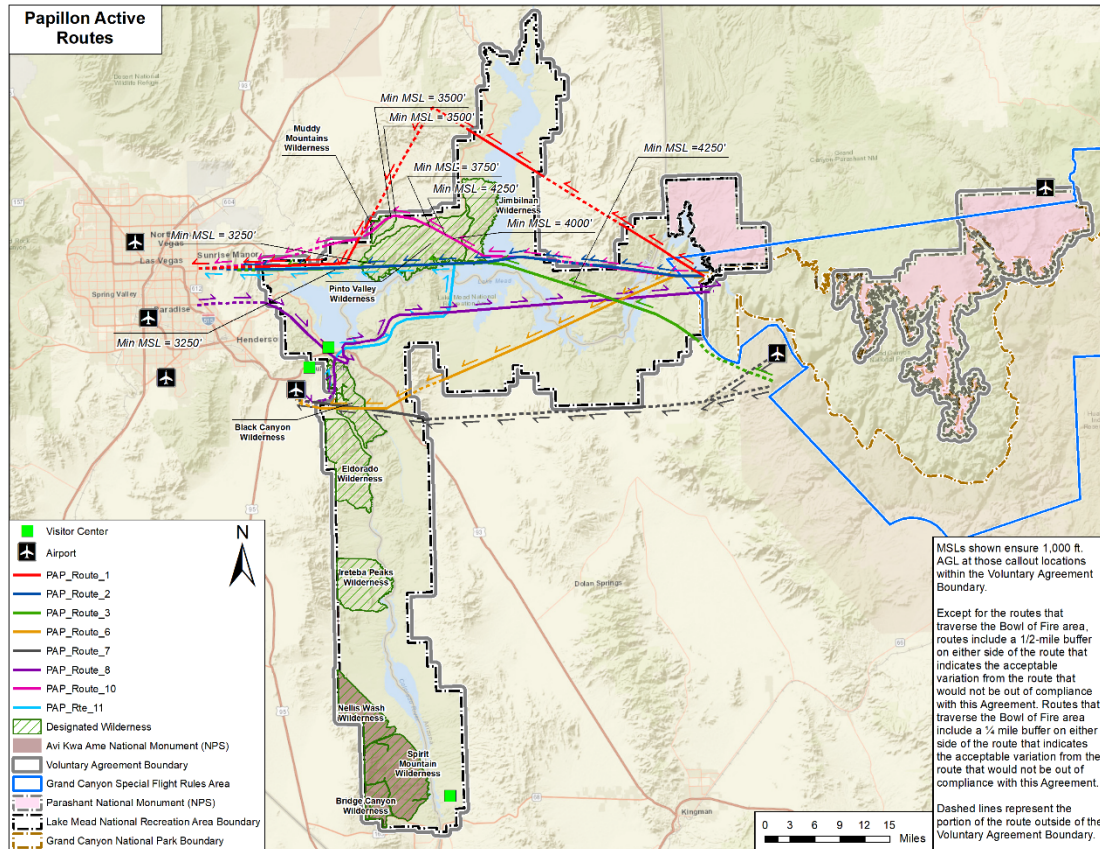 Papillon Active
Routes
Min MSL = 3500'
Min MSL = 3500'
Muddy
Mountains
Wilderness
Min MSL = 3750'
Min MSL = 4250'
Min MSL =4250'
Jimbilnan
Wilderness
Min MSL = 4000'
Min MSL = 3250'
Sunrise Manor
Las Vegas
Spring Valley
Paradise
Pinto Valley
Wilderness
Min MSL = 3250'
Henderso
Black Canyon
Wilderness
Eldorado
Wilderness
Ireteba Peaks
Wilderness
Dolan Springs
Nellis Wash
Wilderness
Spirit
Mountain
Wilderness
Bridge Canyon
Wilderness
Kingman
Visitor Center
Airport
PAP_Route_1
PAP_Route_2
PAP_Route_3
PAP_Route_6
PAP_Route_7
PAP_Route_8
PAP_Route_10
PAP_Rte_11
Designated Wilderness
Avi Kwa Ame National Monument (NPS)
Voluntary Agreement Boundary
Grand Canyon Special Flight Rules Area
Parashant National Monument (NPS)
Lake Mead National Recreation Area Boundary
Grand Canyon National Park Boundary
N
0 3 6 9 12 15
Miles
MSLs shown ensure 1,000 ft.
AGL at those callout locations
within the Voluntary Agreement
Boundary.
Except for the routes that
traverse the Bowl of Fire area,
routes include a 1/2-mile buffer
on either side of the route that
indicates the acceptable
variation from the route that
would not be out of compliance
with this Agreement. Routes that
traverse the Bowl of Fire area
include a ¼ mile buffer on either
side of the route that indicates
the acceptable variation from the
route that would not be out of
compliance with this Agreement.
Dashed lines represent the
portion of the route outside of the
Voluntary Agreement Boundary.